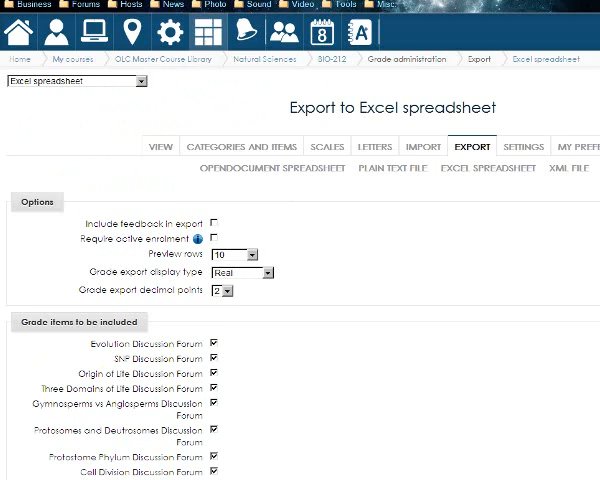 Business Forums Hosts News Photo Sound Video Tools Misc
8 A
Home My courses OLC Master Course Library Natural Sciences BIO-212 Grade administration Export Excel spreadsheet
Excel spreadsheet
Export to Excel spreadsheet
VIEW CATEGORIES AND ITEMS SCALES LETTERS IMPORT EXPORT SETTINGS MY PREFE
OPENDOCUMENT SPREADSHEET PLAIN TEXT FILE EXCEL SPREADSHEET XML FILE
Options
Include feedback in export
Require active enrolment i
Preview rows 10
Grade export display type Real
Grade export decimal points 2
Grade items to be included
Evolution Discussion Forum
SNP Discussion Forum
Origin of Life Discussion Forum
Three Domains of Life Discussion Forum
Gymnosperms vs Angiosperms Discussion
Forum
Protosomes and Deutrosomes Discussion
Forum
Protostome Phylum Discussion Forum
Cell Division Discussion Forum